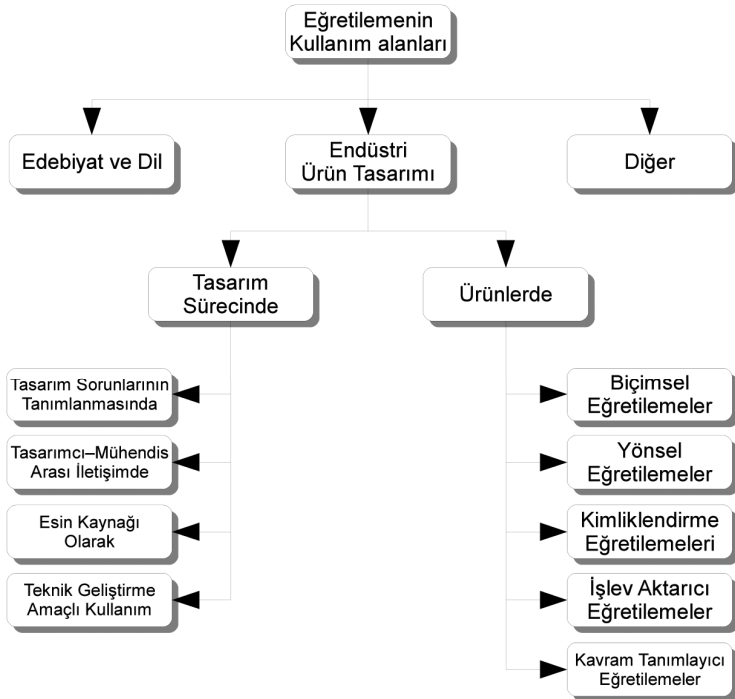 Eğretilemenin
Kullanım alanları
Edebiyat ve Dil
Endüstri
Ürün Tasarımı
Diğer
Tasarım
Sürecinde
Ürünlerde
Tasarım Sorunlarının
Tanımlanmasında
Tasarımcı–Mühendis
Arası İletişimde
Esin Kaynağı
Olarak
Teknik Geliştirme
Amaçlı Kullanım
Biçimsel
Eğretilemeler
Yönsel
Eğretilemeler
Kimliklendirme
Eğretilemeleri
İşlev Aktarıcı
Eğretilemeler
Kavram Tanımlayıcı
Eğretilemeler